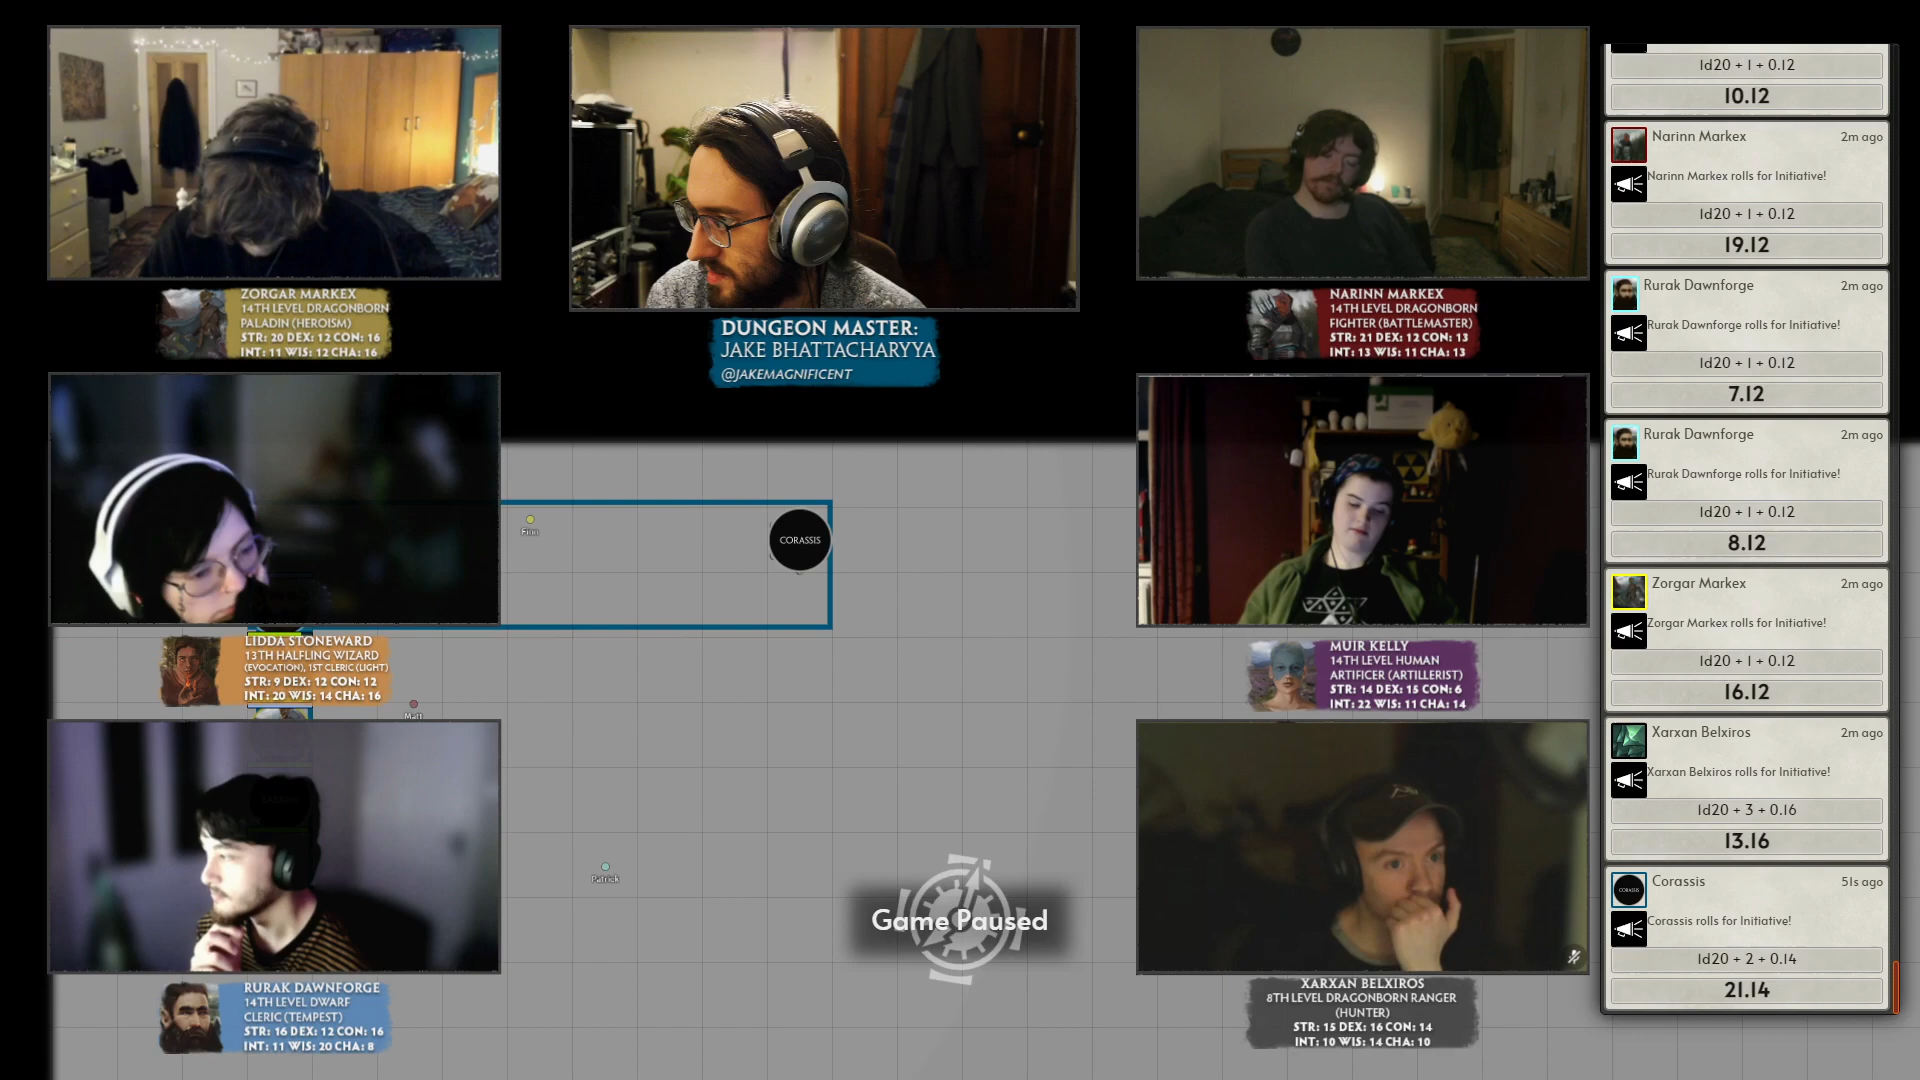 ZORGAR MARKEX
14TH LEVEL DRAGONBORN
PALADIN (HEROISM)
STR: 20 DEX: 12 CON: 16
INT: 11 WIS: 12 CHA: 16
DUNGEON MASTER:
JAKE BHATTACHARYYA
@JAKEMAGNIFICENT
NARINN MARKEX
14TH LEVEL DRAGONBORN
FIGHTER (BATTLEMASTER)
STR: 21 DEX: 12 CON: 13
INT: 13 WIS: 11 CHA: 13
Finn
CORASSIS
LIDDA STONEWARD
13TH HALFLING WIZARD
(EVOCATION), 1ST CLERIC (LIGHT)
STR: 9 DEX: 12 CON: 12
INT: 20 WIS: 14 CHA: 16
Matt
MUIR KELLY
14TH LEVEL HUMAN
ARTIFICER (ARTILLERIST)
STR: 14 DEX: 15 CON: 6
INT: 22 WIS: 11 CHA: 14
Patrick
Game Paused
RURAK DAWNFORGE
14TH LEVEL DWARF
CLERIC (TEMPEST)
STR: 16 DEX: 12 CON: 16
INT: 11 WIS: 20 CHA: 8
XARXAN BELXIROS
8TH LEVEL DRAGONBORN RANGER
(HUNTER)
STR: 15 DEX: 16 CON: 14
INT: 10 WIS: 14 CHA: 10
1d20 + 1 + 0.12
10.12
Narinn Markex 2m ago
Narinn Markex rolls for Initiative!
1d20 + 1 + 0.12
19.12
Rurak Dawnforge 2m ago
Rurak Dawnforge rolls for Initiative!
1d20 + 1 + 0.12
7.12
Rurak Dawnforge 2m ago
Rurak Dawnforge rolls for Initiative!
1d20 + 1 + 0.12
8.12
Zorgar Markex 2m ago
Zorgar Markex rolls for Initiative!
1d20 + 1 + 0.12
16.12
Xarxan Belxiros 2m ago
Xarxan Belxiros rolls for Initiative!
1d20 + 3 + 0.16
13.16
Corassis 51s ago
CORASSIS
Corassis rolls for Initiative!
1d20 + 2 + 0.14
21.14